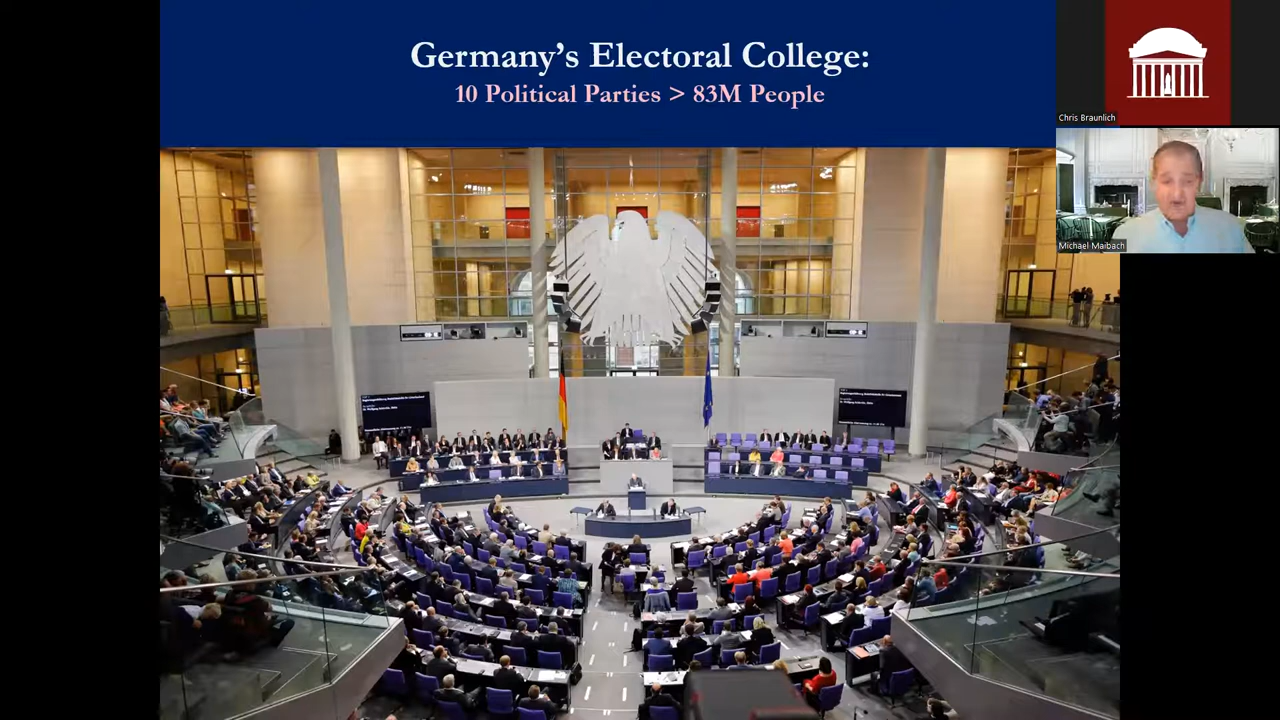 Germany's Electoral College:
10 Political Parties > 83M People
Chris Braunlich
Michael Maibach